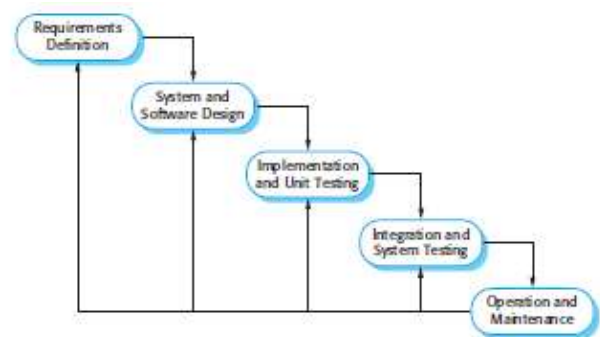 Requirements
Definition
System and
Software Design
Implementation
and Unit Testing
Integration and
System Testing
Operation and
Maintenance